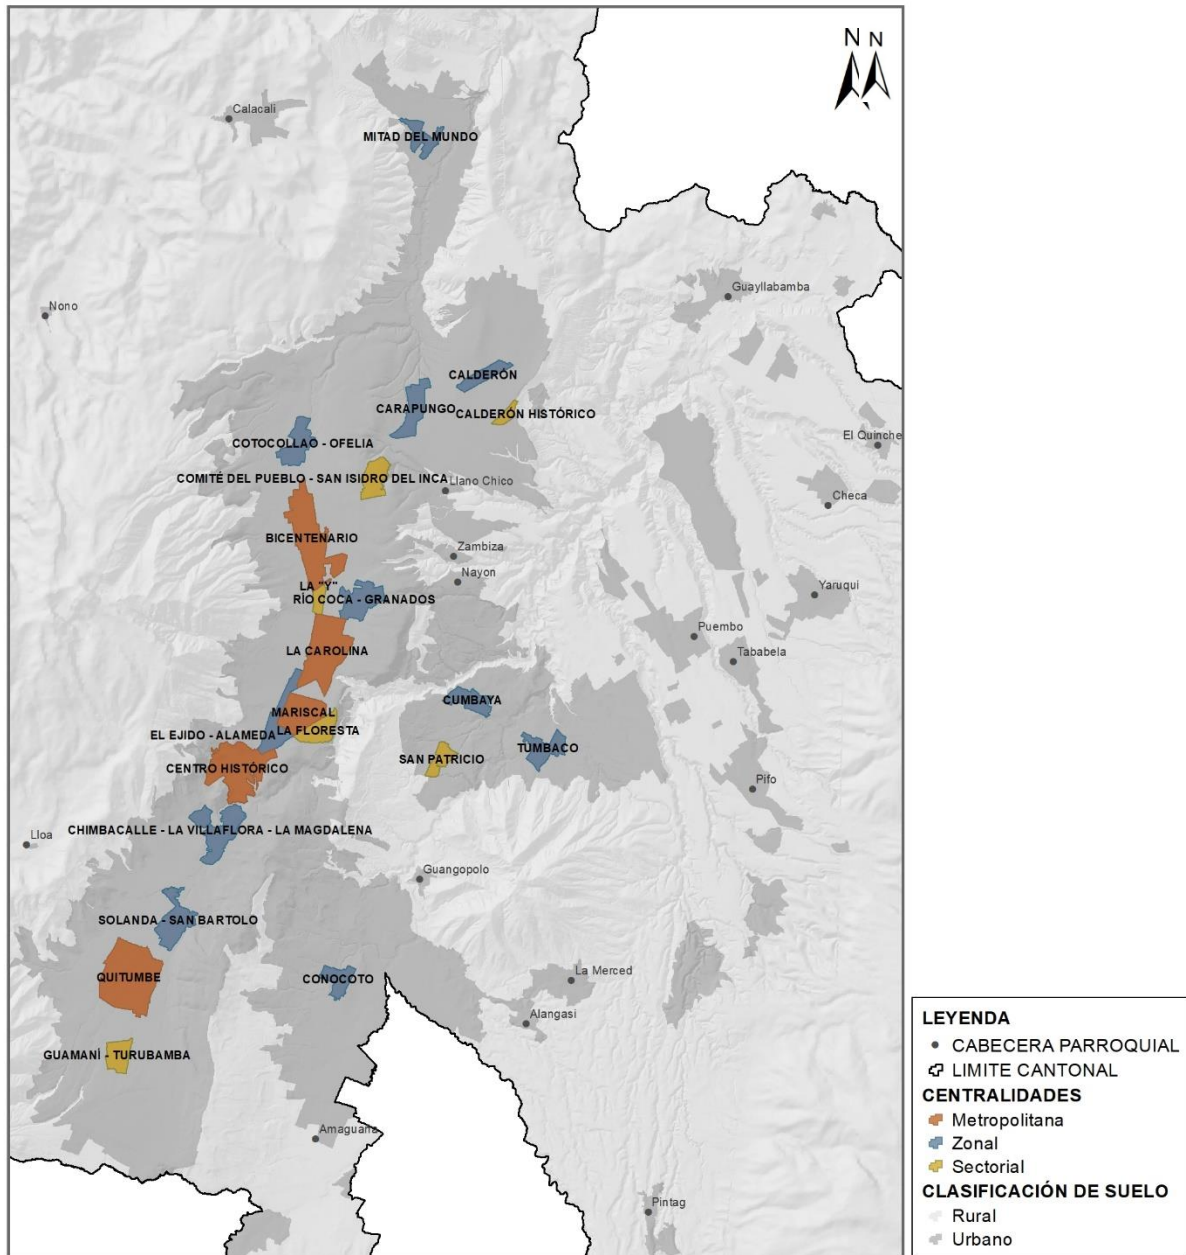 N N
Calacali
MITAD DEL MUNDO
Guayllabamba
Nono
CALDERÓN
CARAPUNGO
CALDERÓN HISTÓRICO
El Quinche
COTOCOLLAO - OFELIA
COMITÉ DEL PUEBLO - SAN ISIDRO DEL INCA
Llano Chico
Checa
BICENTENARIO
Zambiza
Nayon
LA "Y"
RÍO COCA - GRANADOS
Yaruqui
Puembo
LA CAROLINA
Tababela
CUMBAYA
MARISCAL
LA FLORESTA
EL EJIDO - ALAMEDA
TUMBACO
SAN PATRICIO
CENTRO HISTÓRICO
Pifo
CHIMBACALLE - LA VILLAFLORA - LA MAGDALENA
Lloa
Guangopolo
SOLANDA - SAN BARTOLO
QUITUMBE
CONOCOTO
La Merced
Alangasi
GUAMANÍ - TURUBAMBA
Amaguana
Pintag
LEYENDA
CABECERA PARROQUIAL
LIMITE CANTONAL
CENTRALIDADES
Metropolitana
Zonal
Sectorial
CLASIFICACIÓN DE SUELO
Rural
Urbano